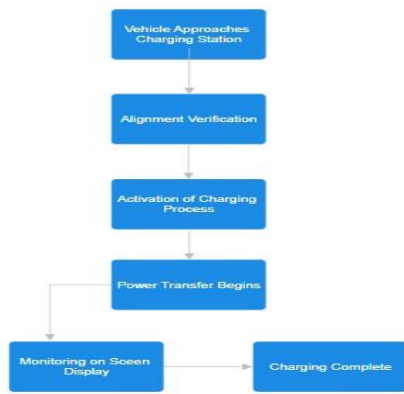 Vehicle Approaches
Charging Station
Alignment Verification
Activation of Charging
Process
Power Transfer Begins
Monitoring on Sceen
Display
Charging Complete